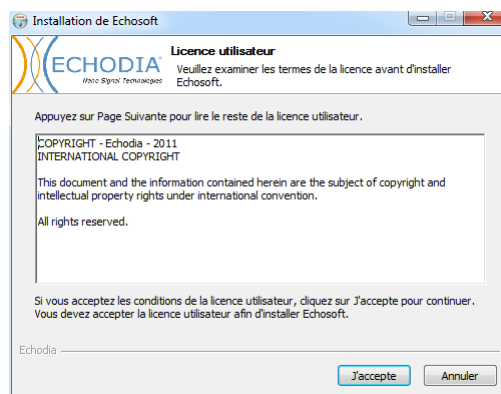 Installation de Echosoft
ECHODIA
Nano Signal Technologies
Licence utilisateur
Veuillez examiner les termes de la licence avant d'installer
Echosoft.
Appuyez sur Page Suivante pour lire le reste de la licence utilisateur.
COPYRIGHT - Echodia - 2011
INTERNATIONAL COPYRIGHT
This document and the information contained herein are the subject of copyright and
intellectual property rights under international convention.
All rights reserved.
Si vous acceptez les conditions de la licence utilisateur, cliquez sur J'accepte pour continuer.
Vous devez accepter la licence utilisateur afin d'installer Echosoft.
Echodia
J'accepte
Annuler